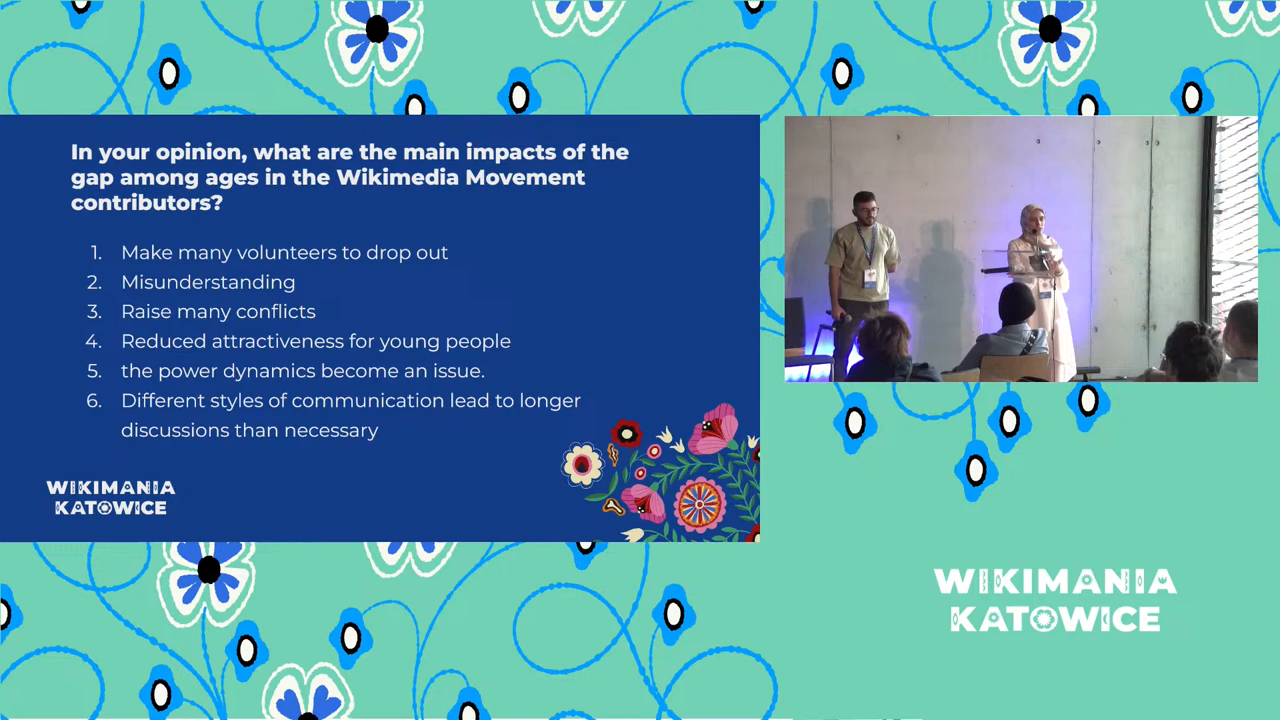 In your opinion, what are the main impacts of the
gap among ages in the Wikimedia Movement
contributors?
1. Make many volunteers to drop out
2. Misunderstanding
3. Raise many conflicts
4. Reduced attractiveness for young people
5. the power dynamics become an issue.
6. Different styles of communication lead to longer
discussions than necessary
WIKIMANIA
KATOWICE
WIKIMANIA
KATOWICE